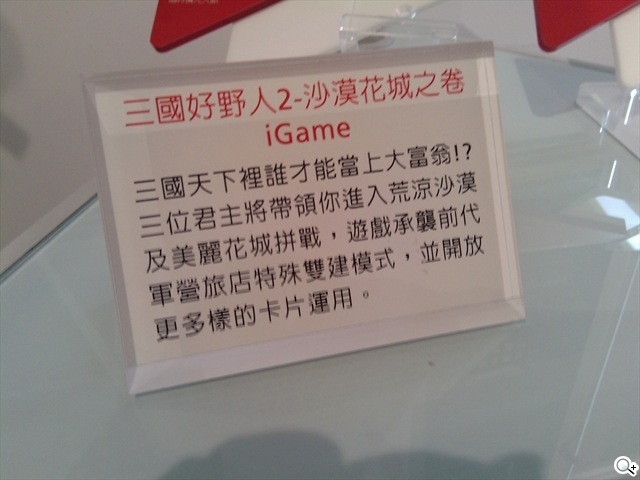 三國好野人2-沙漠花城之卷
iGame
三國天下裡誰才能當上大富翁!?
三位君主將帶領你進入荒涼沙漠
及美麗花城拼戰，遊戲承襲前代
軍營旅店特殊雙建模式，並開放
更多樣的卡片運用。